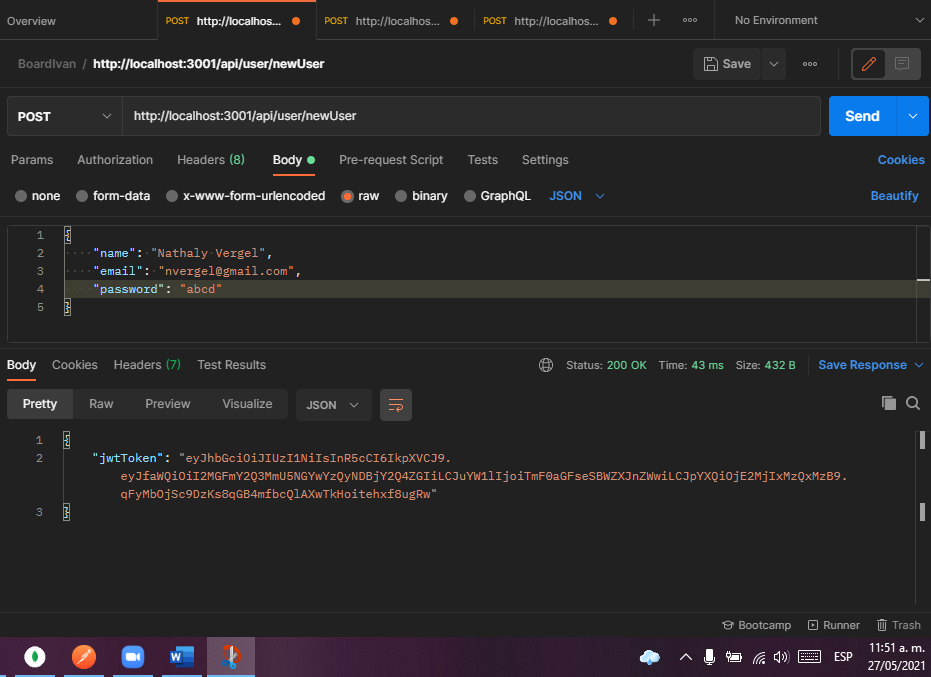 Overview
POST http://localhos...
POST http://localhos...
POST http://localhos...
No Environment
BoardIvan / http://localhost:3001/api/user/newUser
Save
POST
http://localhost:3001/api/user/newUser
Send
Params Authorization Headers (8) Body Pre-request Script Tests Settings Cookies
none form-data x-www-form-urlencoded raw binary GraphQL JSON Beautify
1 {
2 "name": "Nathaly Vergel",
3 "email": "nvergel@gmail.com",
4 "password": "abcd"
5 }
Body Cookies Headers (7) Test Results Status: 200 OK Time: 43 ms Size: 432 B Save Response
Pretty Raw Preview Visualize JSON
1 {
2 "jwtToken": "eyJhbGciOiJIUzI1NiIsInR5cCI6IkpXVCJ9.
eyJfaWQiOiI2MGFmY2Q3MmU5NGYwYzQyNDBjY2Q4ZGIiLCJuYW1lIjoiTmF0aGFseSBWZXJnZWwiLCJpYXQiOjE2MjIxMzQxMzB9.
qFyMbOjSc9DzKs8qGB4mfbcQlAXwTkHoitehxf8ugRw"
3 }
Bootcamp Runner Trash
W
ESP
11:51 a. m.
27/05/2021